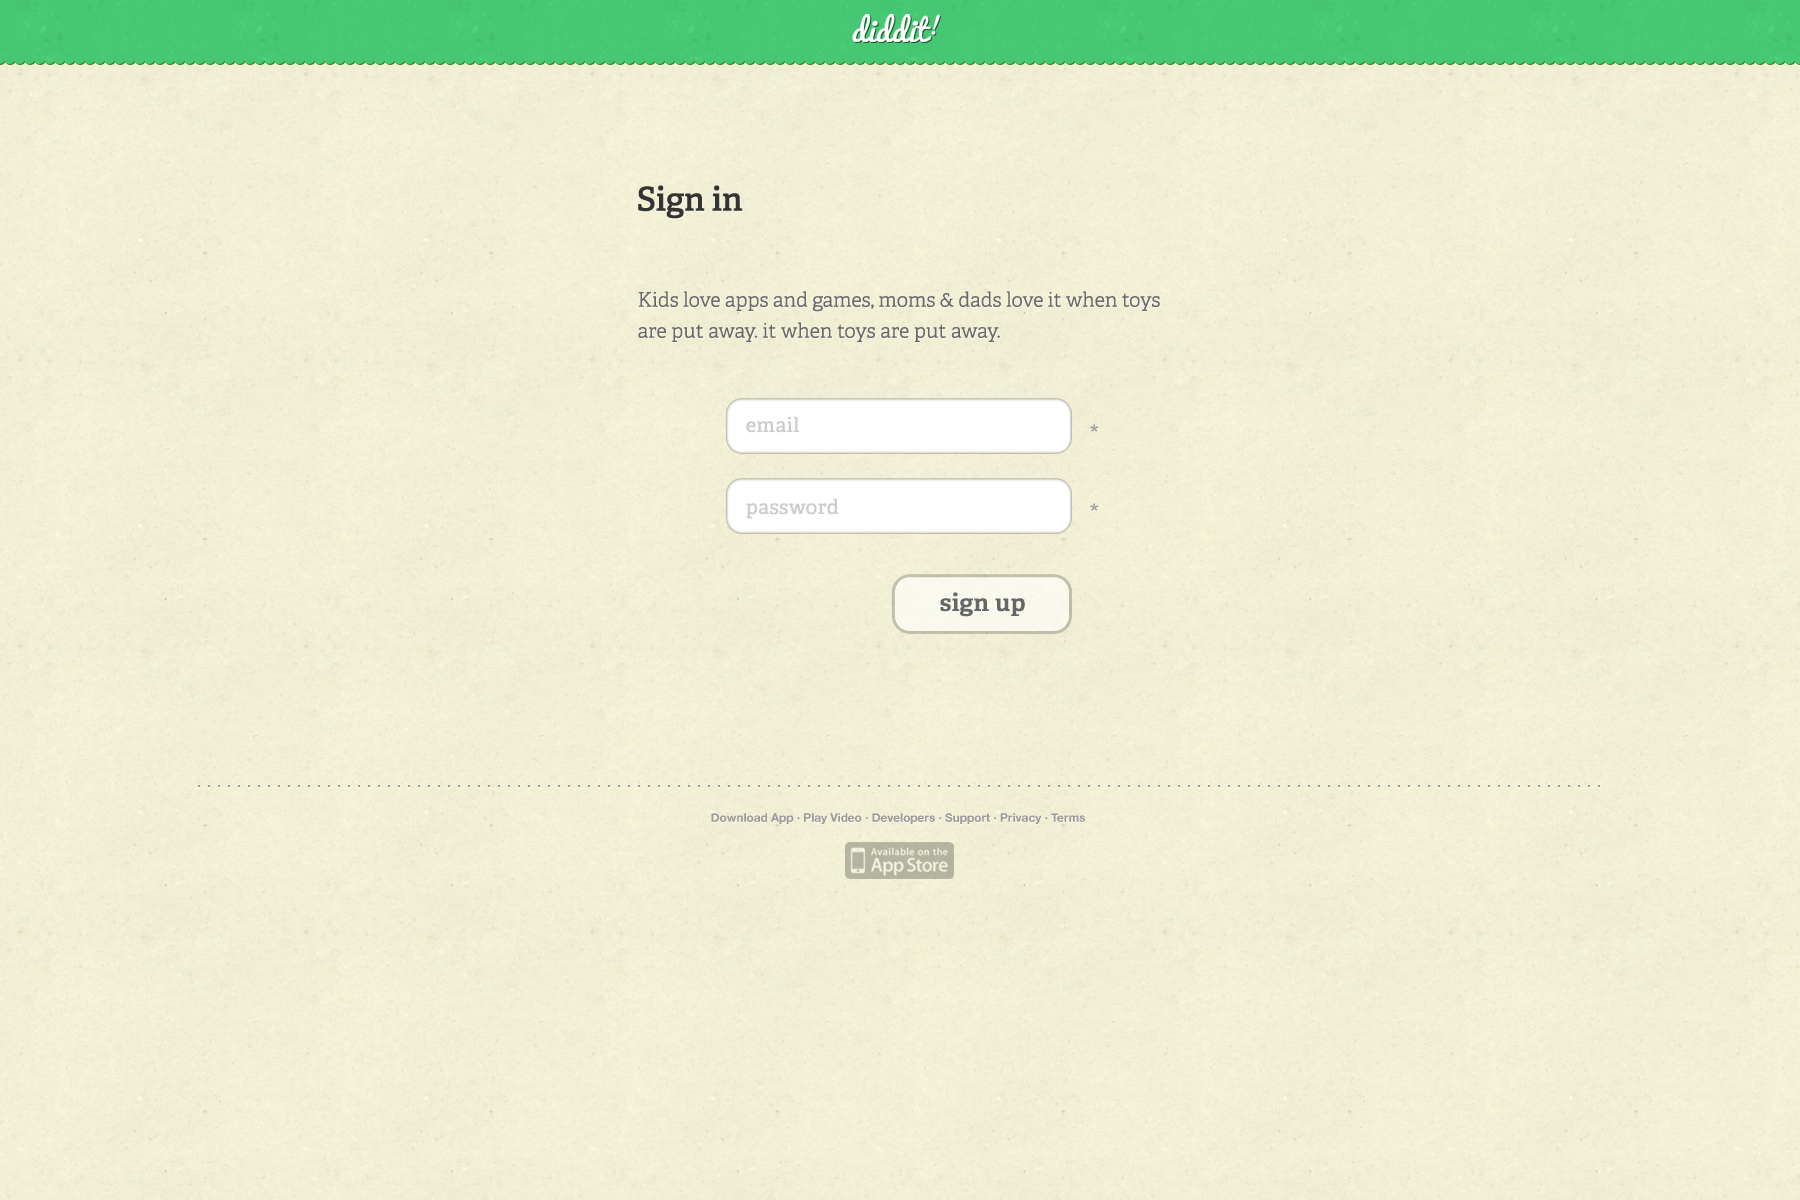 diddit!
Sign in
Kids love apps and games, moms & dads love it when toys
are put away. it when toys are put away.
email
*
password
*
sign up
Download App · Play Video · Developers · Support · Privacy · Terms
Available on the
App Store